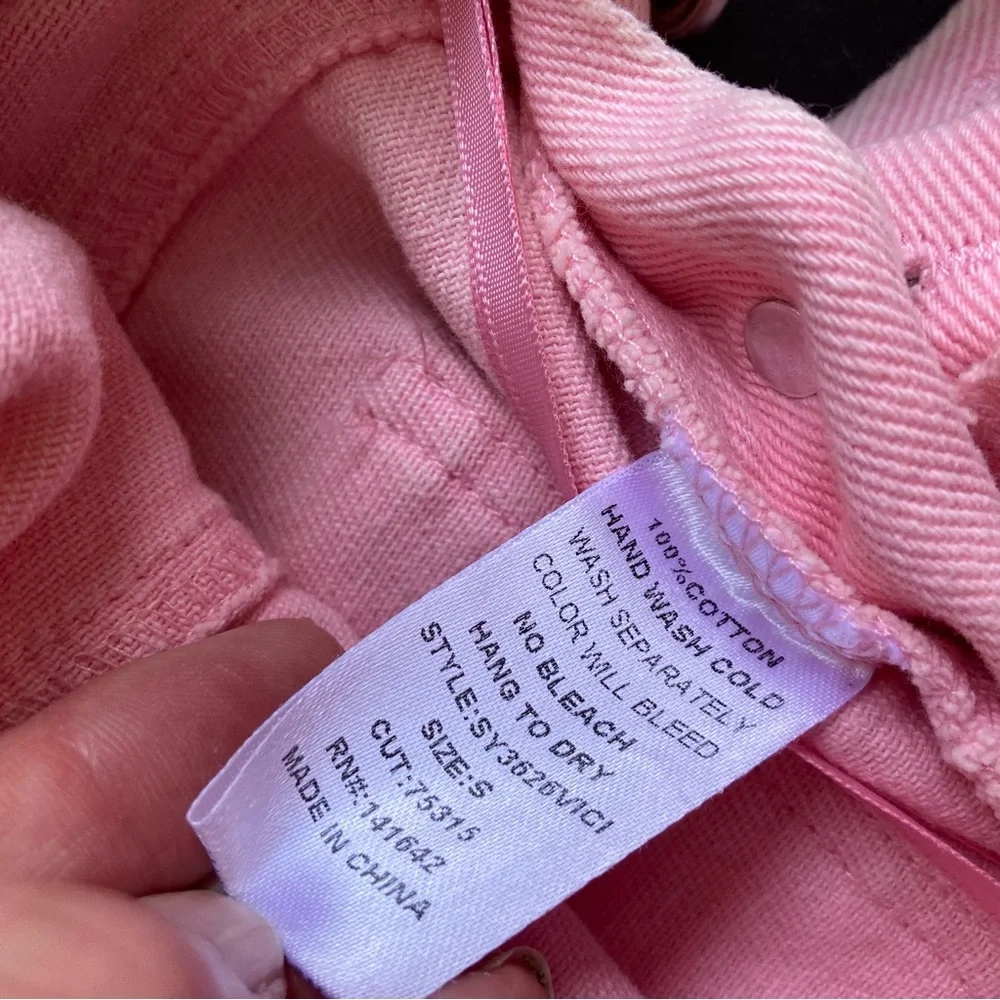 100%COTTON
HAND WASH COLD
WASH SEPARATELY
COLOR WILL BLEED
NO BLEACH
HANG TO DRY
STYLE:SY3626VICI
SIZE:S
CUT:75315
RN#:141642
MADE IN CHINA